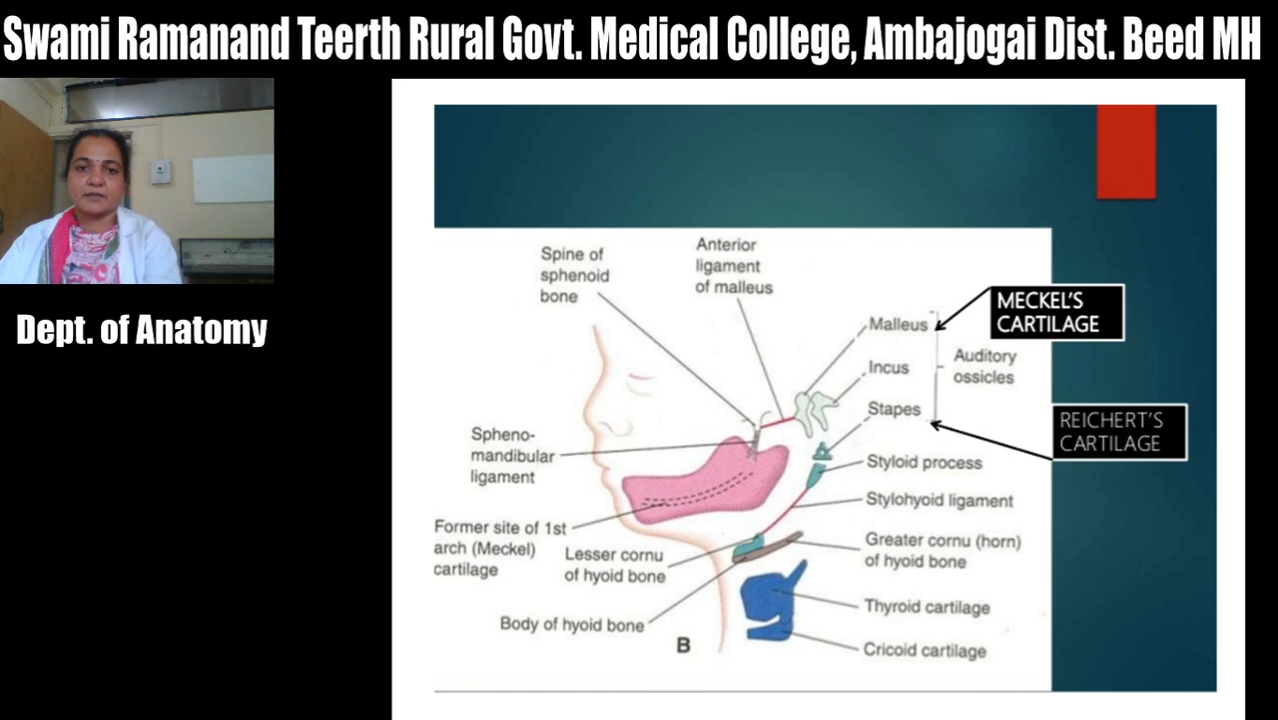 Swami Ramanand Teerth Rural Govt. Medical College, Ambajogai Dist. Beed MH
Dept. of Anatomy
Spine of
sphenoid
bone
Anterior
ligament
of malleus
MECKEL'S
CARTILAGE
Malleus
Incus
Auditory
ossicles
Stapes
REICHERT'S
CARTILAGE
Spheno-
mandibular
ligament
Styloid process
Stylohyoid ligament
Former site of 1st
arch (Meckel)
cartilage
Lesser cornu
of hyoid bone
Greater cornu (horn)
of hyoid bone
Body of hyoid bone
Thyroid cartilage
B
Cricoid cartilage